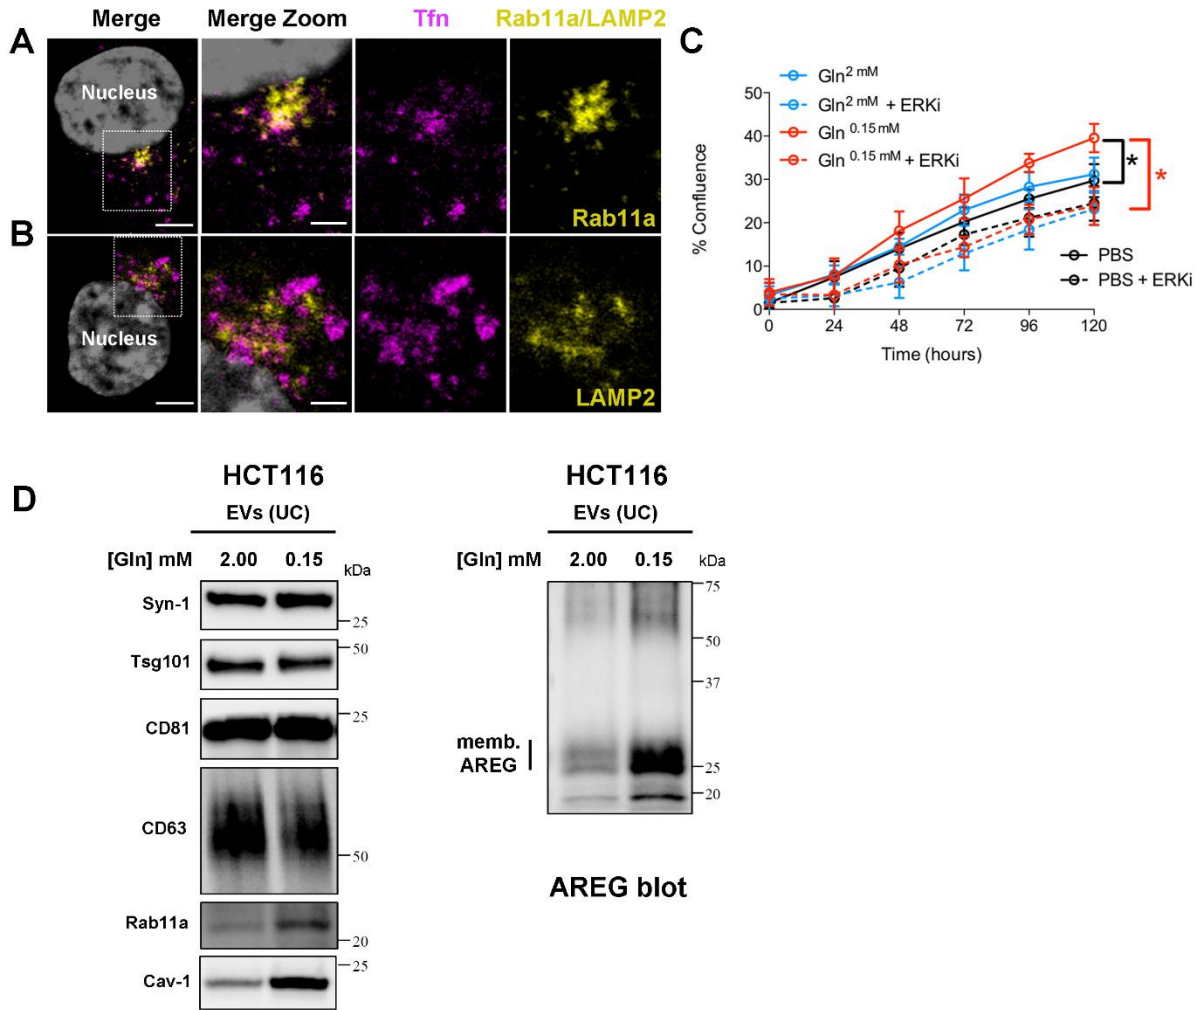 Merge Merge Zoom Tfn Rab11a/LAMP2
A
Nucleus
Rab11a
B
Nucleus
LAMP2
C
Gln2 mM
Gln2 mM + ERKi
Gln 0.15 mM
Gln 0.15 mM + ERKi
% Confluence
50
40
30
20
10
0
*
*
PBS
PBS + ERKi
0 24 48 72 96 120
Time (hours)
D
HCT116
EVs (UC)
[Gln] mM 2.00 0.15 kDa
Syn-1
25
50
Tsg101
25
CD81
CD63
50
Rab11a
20
25
Cav-1
HCT116
EVs (UC)
[Gln] mM 2.00 0.15 kDa
75
50
37
memb.
AREG
25
20
AREG blot